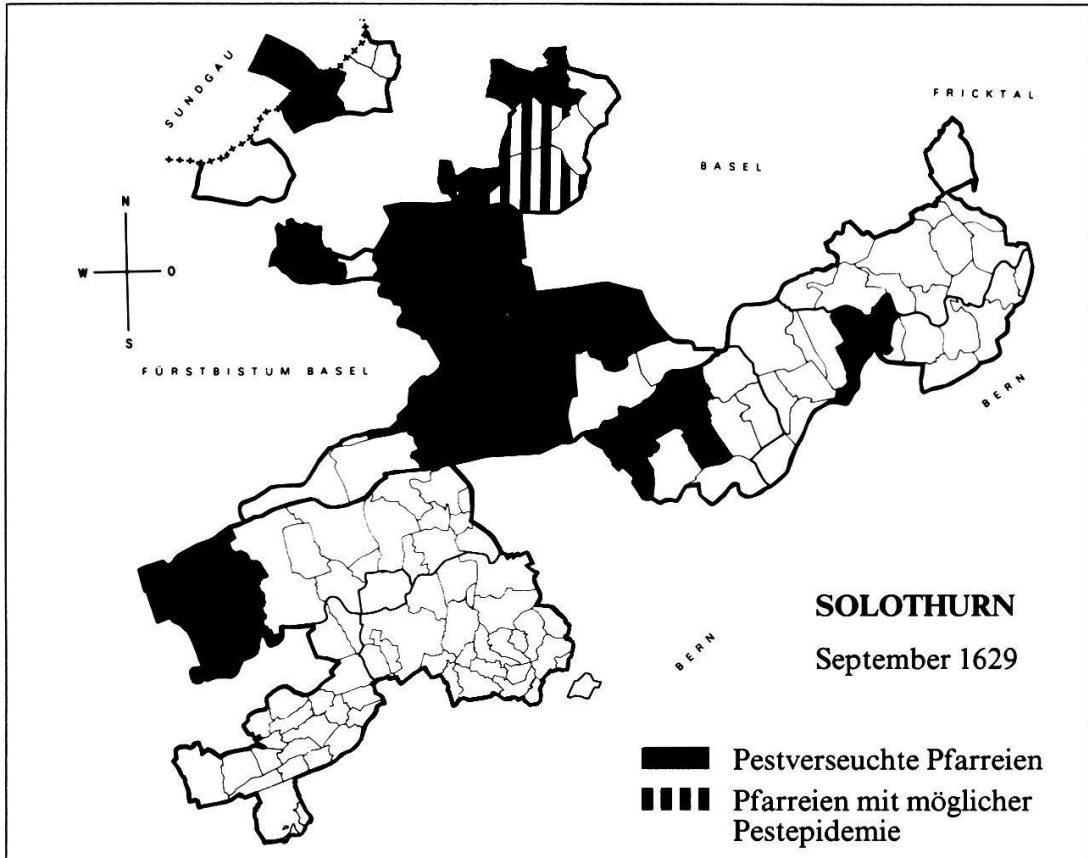 SUNDGAU
FRICKTAL
BASEL
N
W O
S
FÜRSTBISTUM BASEL
BERN
BERN
SOLOTHURN
September 1629
Pestverseuchte Pfarreien
Pfarreien mit möglicher
Pestepidemie